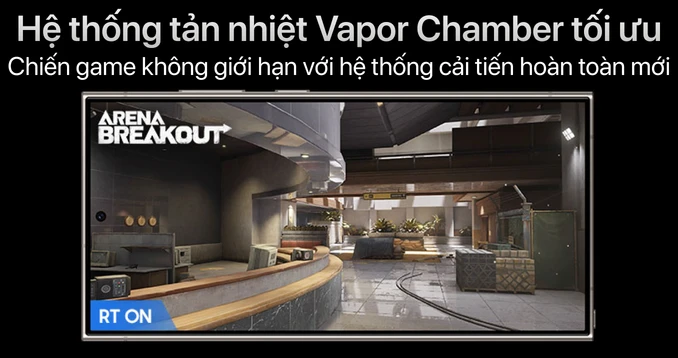 Hệ thống tản nhiệt Vapor Chamber tối ưu
Chiến game không giới hạn với hệ thống cải tiến hoàn toàn mới
ARENA
BREAKOUT
RT ON